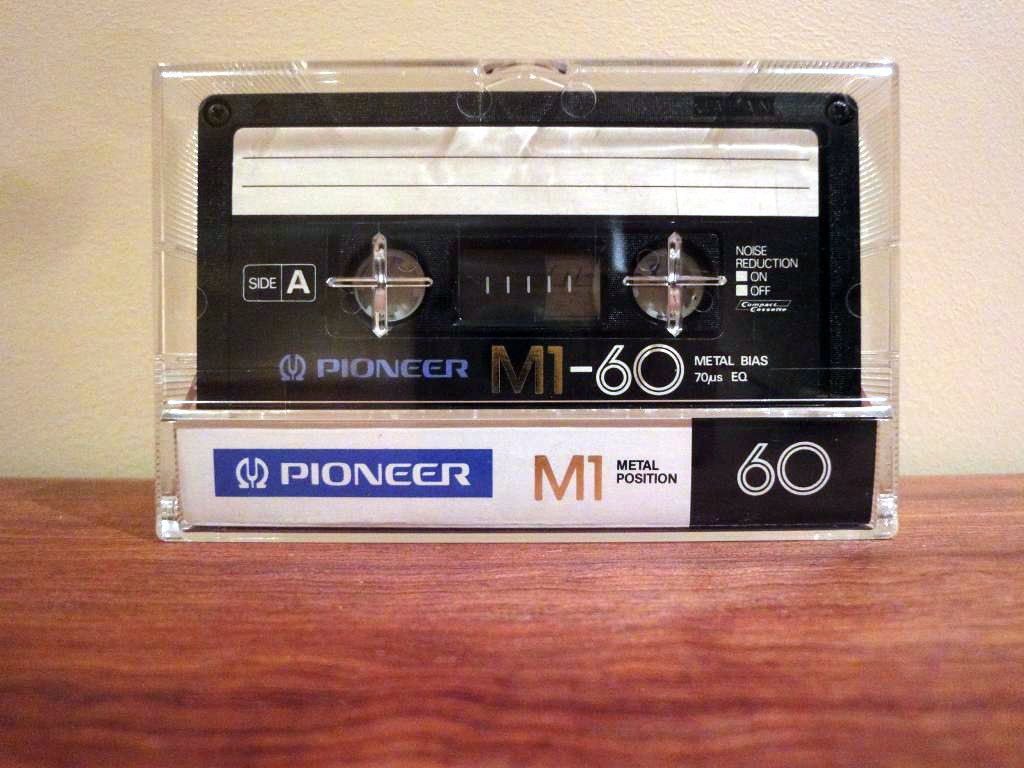 SIDE A
NOISE
REDUCTION
ON
OFF
Compact
Cassette
PIONEER M1-60 METAL BIAS
70µs EQ
PIONEER M1 METAL
POSITION 60